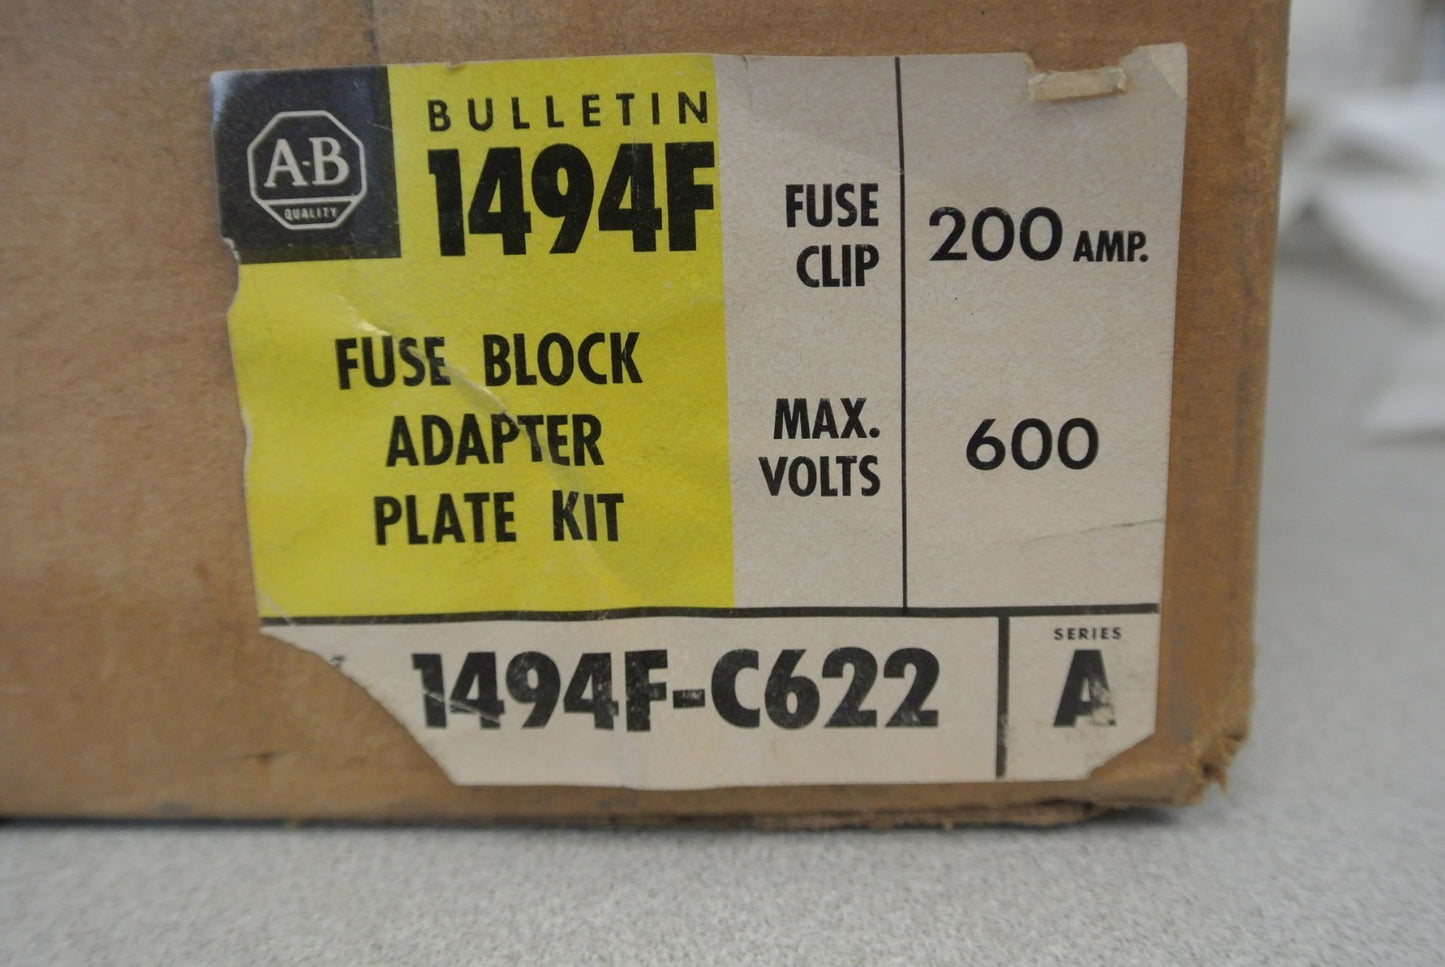 A-B
QUALITY
BULLETIN
1494F
FUSE BLOCK
ADAPTER
PLATE KIT
FUSE
CLIP
200 AMP.
MAX.
VOLTS
600
1494F-C622
SERIES
A